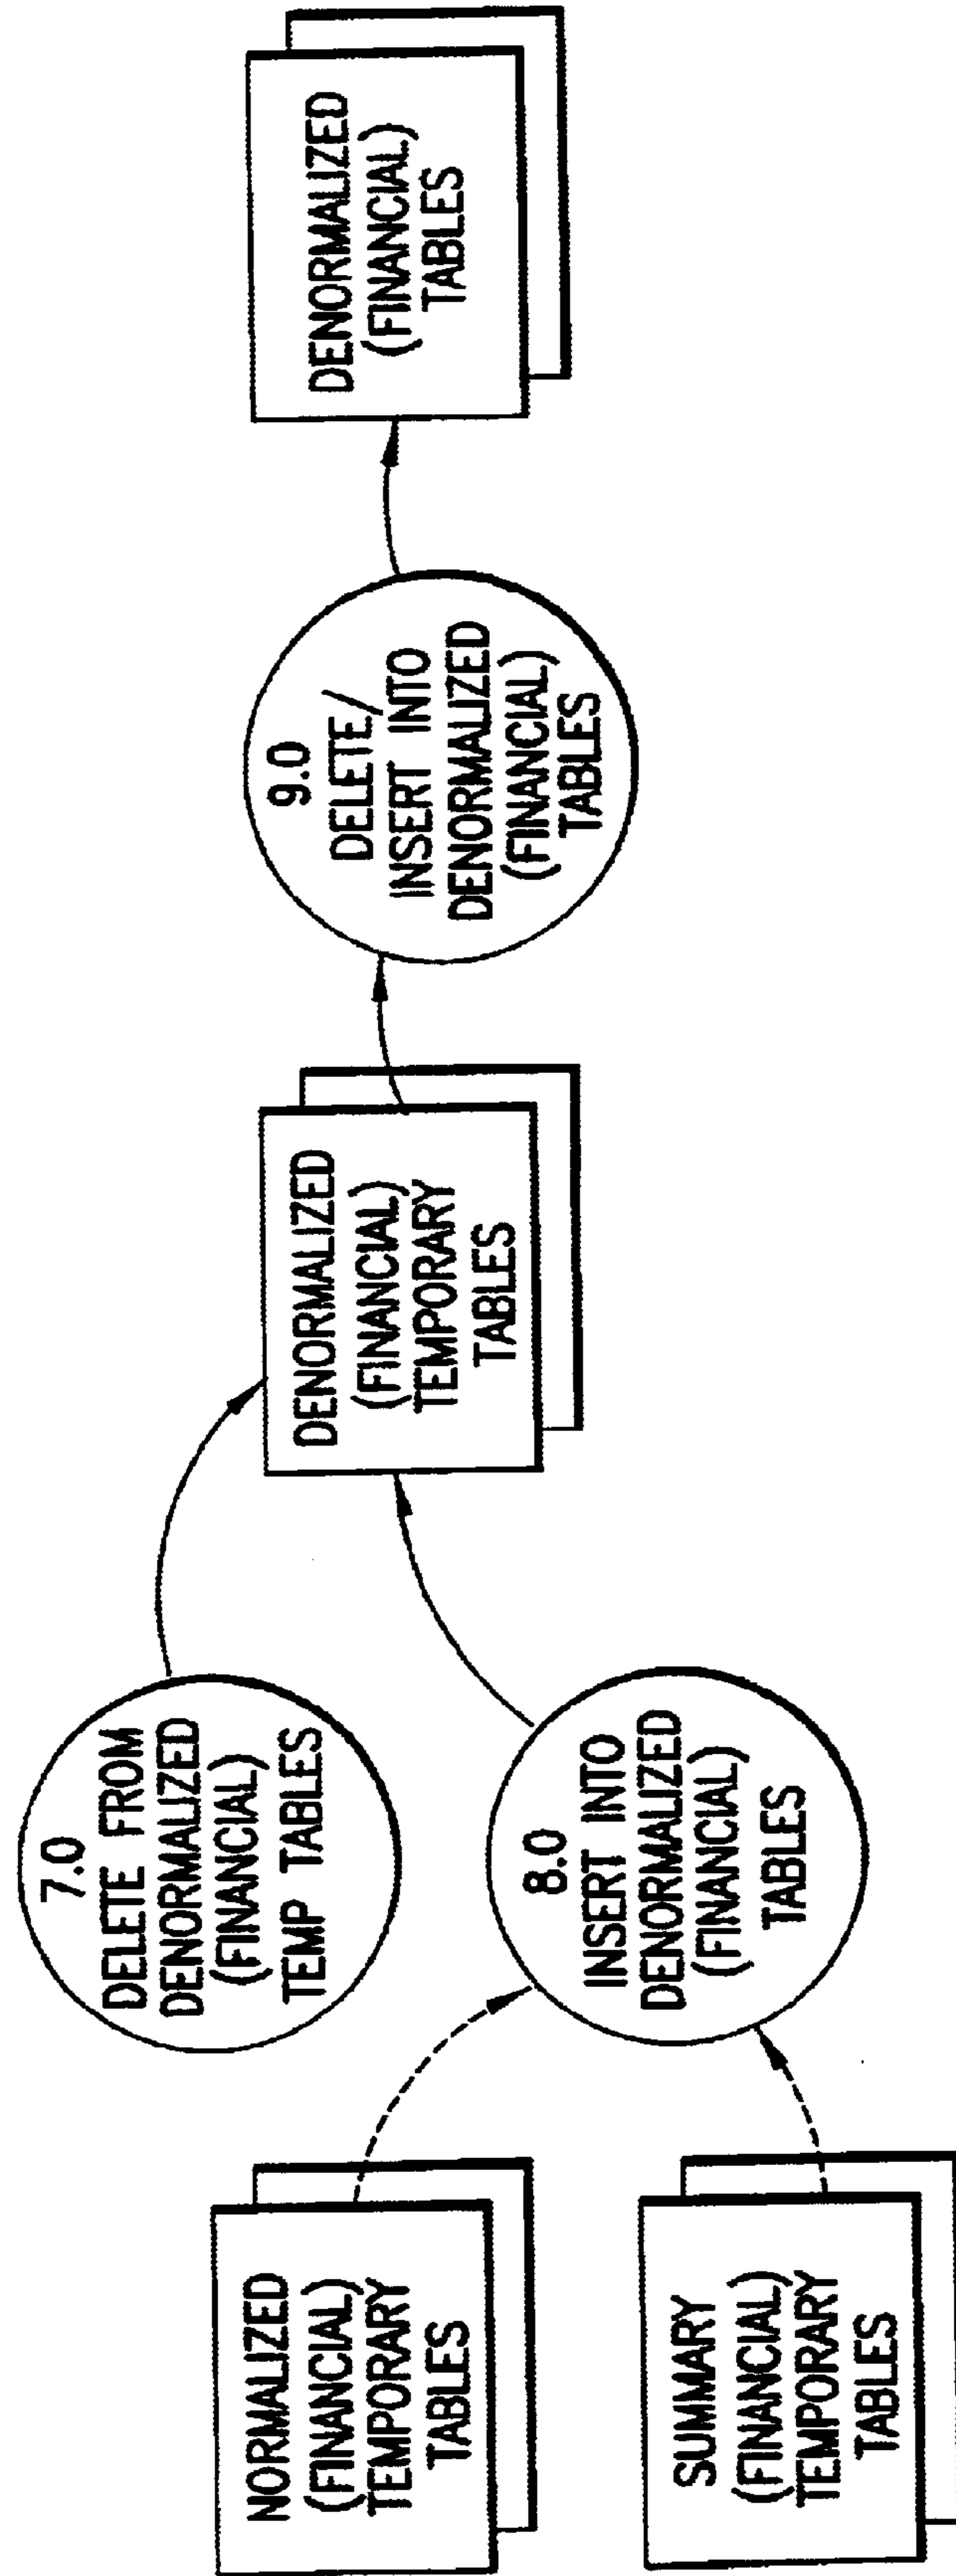 NORMALIZED
(FINANCIAL)
TEMPORARY
TABLES
SUMMARY
(FINANCIAL)
TEMPORARY
TABLES
7.0
DELETE FROM
DENORMALIZED
(FINANCIAL)
TEMP TABLES
8.0
INSERT INTO
DENORMALIZED
(FINANCIAL)
TABLES
DENORMALIZED
(FINANCIAL)
TEMPORARY
TABLES
9.0
DELETE/
INSERT INTO
DENORMALIZED
(FINANCIAL)
TABLES
DENORMALIZED
(FINANCIAL)
TABLES